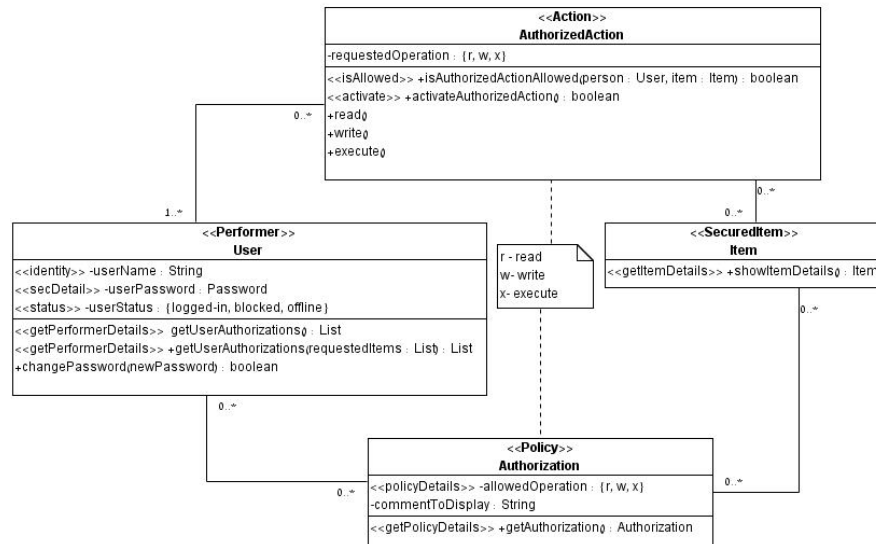 <<Action>>
AuthorizedAction
-requestedOperation : {r, w, x}
<<isAllowed>> +isAuthorizedActionAllowed(person : User, item : Item) : boolean
<<activate>> +activateAuthorizedAction() : boolean
+read()
+write()
+execute()
0..*
1..*
0..*
0..*
<<Performer>>
User
<<identity>> -userName : String
<<secDetail>> -userPassword : Password
<<status>> -userStatus : {logged-in, blocked, offline}
<<getPerformerDetails>> getUserAuthorizations() : List
<<getPerformerDetails>> +getUserAuthorizations(requestedItems : List) : List
+changePassword(newPassword) : boolean
r - read
w- write
x- execute
<<SecuredItem>>
Item
<<getItemDetails>> +showItemDetails() : Item
0..*
0..*
0..*
0..*
<<Policy>>
Authorization
<<policyDetails>> -allowedOperation : {r, w, x}
-commentToDisplay : String
<<getPolicyDetails>> +getAuthorization() : Authorization